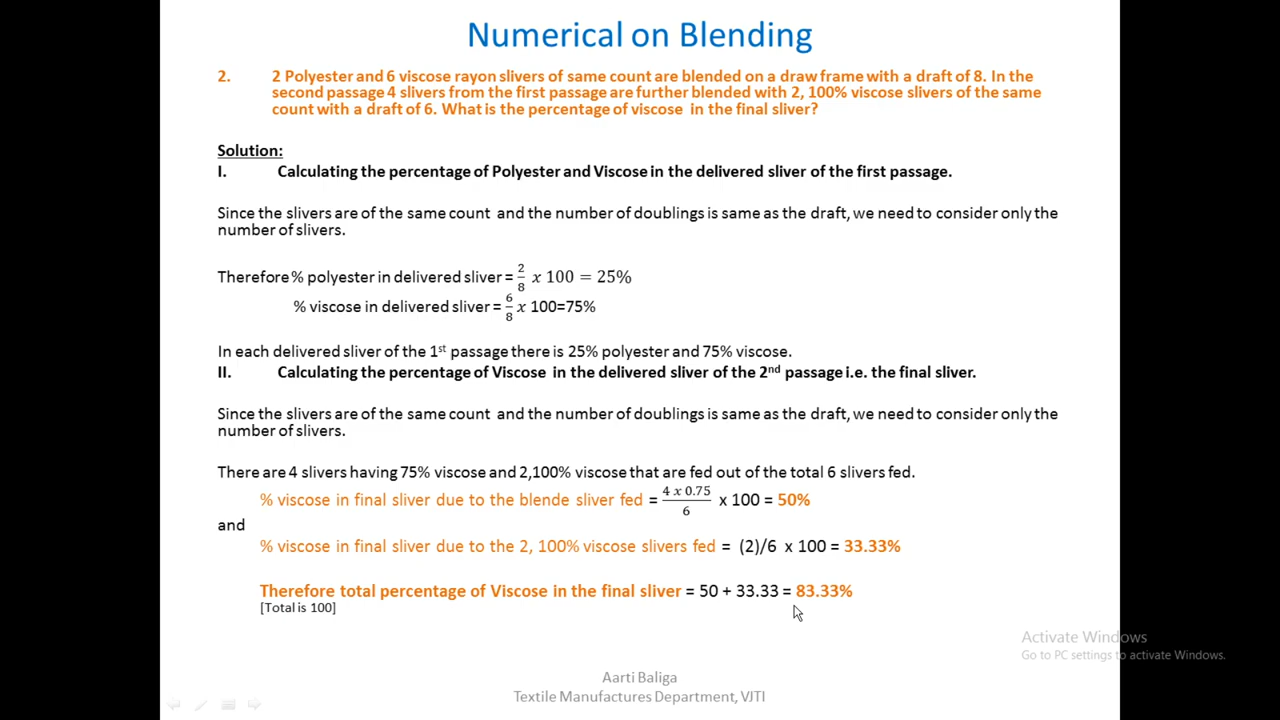 Numerical on Blending
2. 2 Polyester and 6 viscose rayon slivers of same count are blended on a draw frame with a draft of 8. In the
second passage 4 slivers from the first passage are further blended with 2, 100% viscose slivers of the same
count with a draft of 6. What is the percentage of viscose in the final sliver?
Solution:
I. Calculating the percentage of Polyester and Viscose in the delivered sliver of the first passage.
Since the slivers are of the same count and the number of doublings is same as the draft, we need to consider only the
number of slivers.
Therefore % polyester in delivered sliver = 2/8 x 100 = 25%
% viscose in delivered sliver = 6/8 x 100=75%
In each delivered sliver of the 1st passage there is 25% polyester and 75% viscose.
II. Calculating the percentage of Viscose in the delivered sliver of the 2nd passage i.e. the final sliver.
Since the slivers are of the same count and the number of doublings is same as the draft, we need to consider only the
number of slivers.
There are 4 slivers having 75% viscose and 2,100% viscose that are fed out of the total 6 slivers fed.
% viscose in final sliver due to the blende sliver fed = 4 x 0.75/6 x 100 = 50%
and
% viscose in final sliver due to the 2, 100% viscose slivers fed = (2)/6 x 100 = 33.33%
Therefore total percentage of Viscose in the final sliver = 50 + 33.33 = 83.33%
[Total is 100]
Activate Windows
Go to PC settings to activate Windows.
Aarti Baliga
Textile Manufactures Department, VJTI